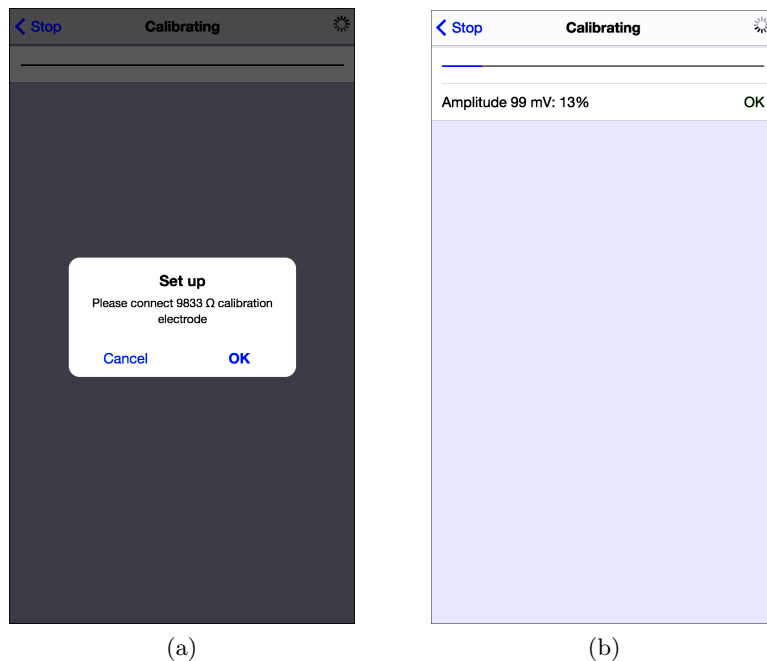 Stop Calibrating
Set up
Please connect 9833 Ω calibration
electrode
Cancel OK
(a)
Stop Calibrating
Amplitude 99 mV: 13% OK
(b)